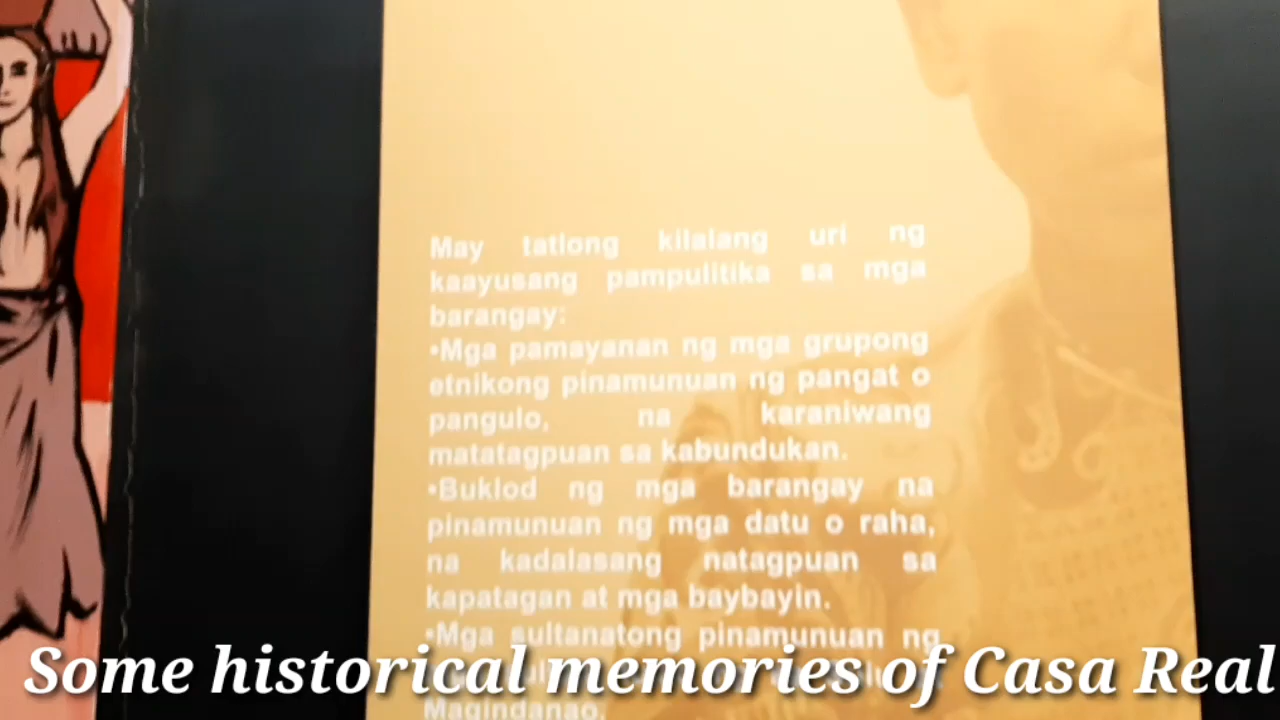 May tatlong kilalang uri ng
kaayusang pampulitika sa mga
barangay:
•Mga pamayanan ng mga grupong
etnikong pinamunuan ng pangat o
pangulo, na karaniwang
matatagpuan sa kabundukan.
•Buklod ng mga barangay na
pinamunuan ng mga datu o raha,
na kadalasang natagpuan sa
kapatagan at mga baybayin.
•Mga sultanatong pinamunuan ng
Magindanao.
Some historical memories of Casa Real